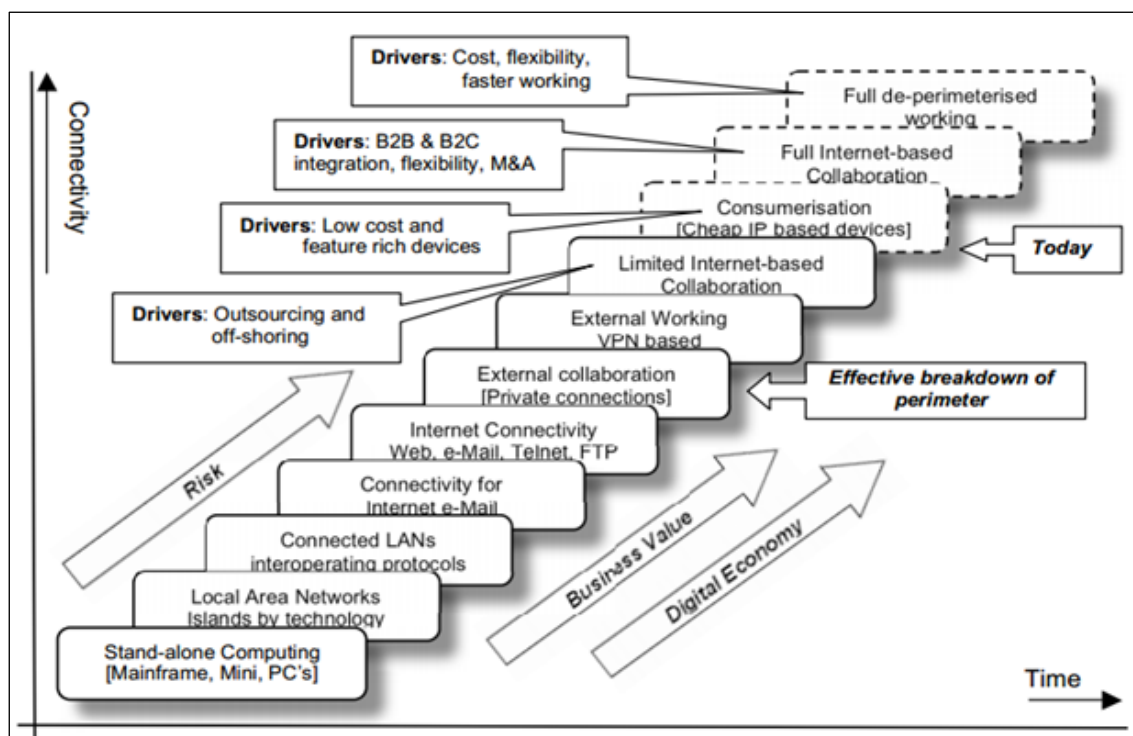 Connectivity
Drivers: Cost, flexibility,
faster working
Full de-perimeterised
working
Drivers: B2B & B2C
integration, flexibility, M&A
Full Internet-based
Collaboration
Drivers: Low cost and
feature rich devices
Consumerisation
[Cheap IP based devices]
Today
Limited Internet-based
Collaboration
Drivers: Outsourcing and
off-shoring
External Working
VPN based
External collaboration
[Private connections]
Effective breakdown of
perimeter
Internet Connectivity
Web, e-Mail, Telnet, FTP
Risk
Connectivity for
Internet e-Mail
Connected LANs
interoperating protocols
Business Value
Digital Economy
Local Area Networks
Islands by technology
Stand-alone Computing
[Mainframe, Mini, PC's]
Time